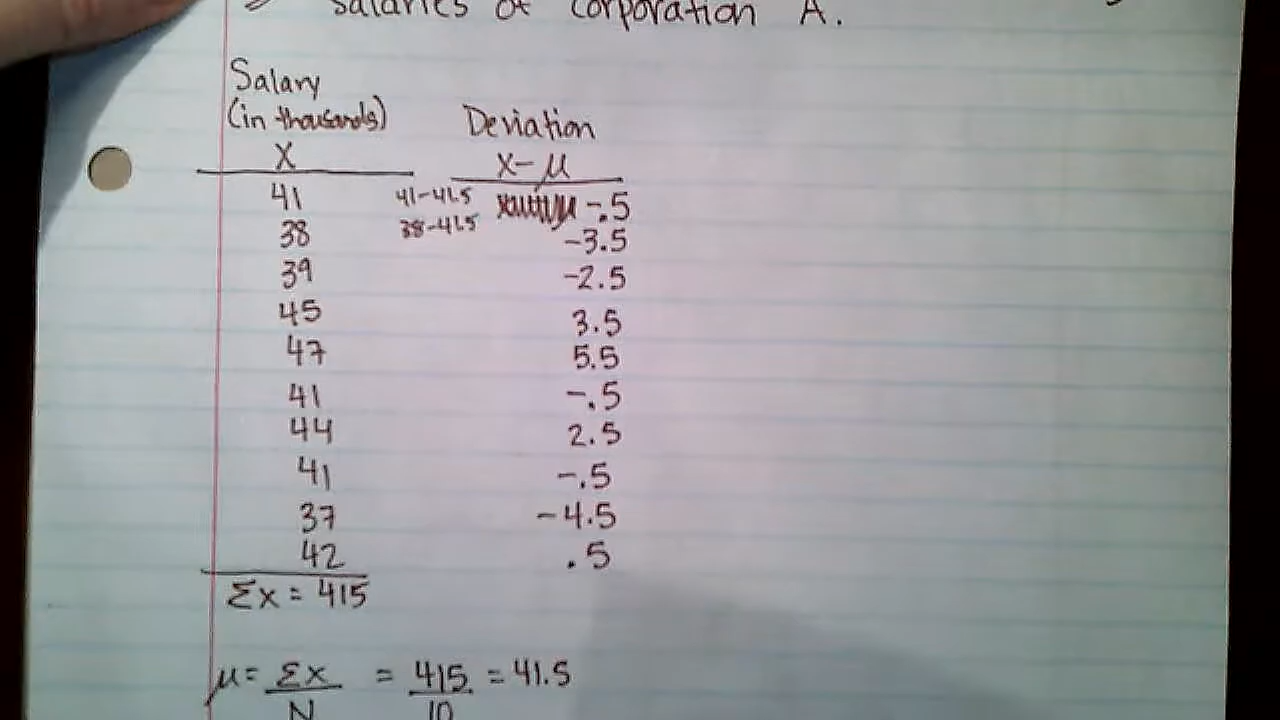 Salaries of Corporation A.
Salary
(in thousands) Deviation
X X-μ
41 41-41.5 -.5
38 38-41.5 -3.5
39 -2.5
45 3.5
47 5.5
41 -.5
44 2.5
41 -.5
37 -4.5
42 .5
Σx = 415
μ = Σx = 415 = 41.5
N 10